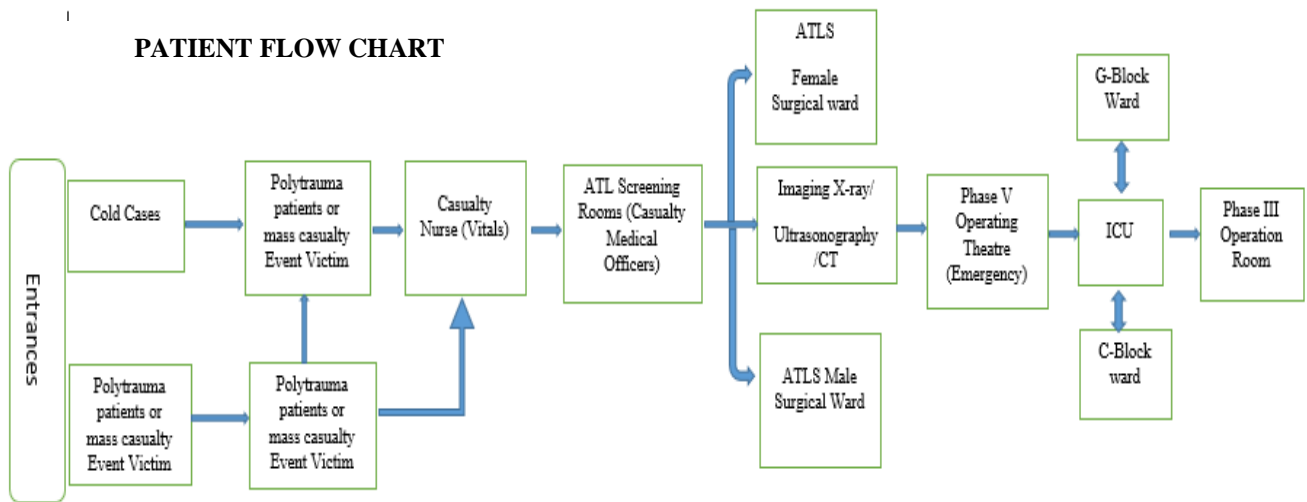 PATIENT FLOW CHART
Entrances
Cold Cases
Polytrauma
patients or
mass casualty
Event Victim
Polytrauma
patients or
mass casualty
Event Victim
Polytrauma
patients or
mass casualty
Event Victim
Casualty
Nurse (Vitals)
ATL Screening
Rooms (Casualty
Medical
Officers)
ATLS
Female
Surgical ward
Imaging X-ray/
Ultrasonography
/CT
ATLS Male
Surgical Ward
Phase V
Operating
Theatre
(Emergency)
G-Block
Ward
ICU
C-Block
ward
Phase III
Operation
Room